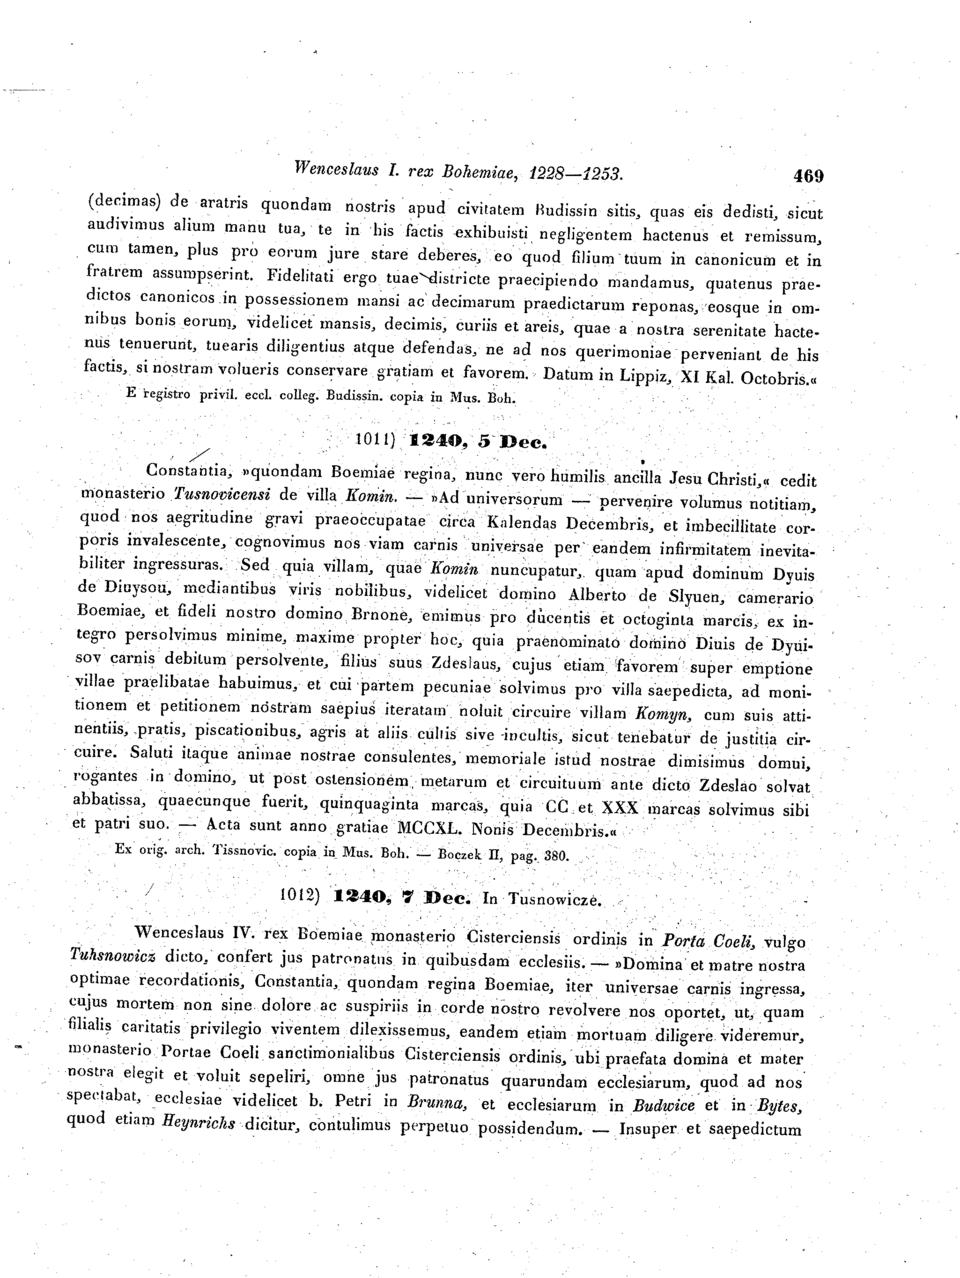 Wenceslaus I. rex Bohemiae, 1228—1253. 469
(decimas) de aratris quondam nostris apud civitatem Budissin sitis, quas eis dedisti, sicut
audivimus alium manu tua, te in his factis exhibuisti negligentem hactenus et remissum,
cum tamen, plus pro eorum jure stare deberes, eo quod filium tuum in canonicum et in
fratrem assumpserint. Fidelitati ergo tuae districte praecipiendo mandamus, quatenus prae-
dictos canonicos in possessionem mansi ac decimarum praedictarum reponas, eosque in om-
nibus bonis eorum, videlicet mansis, decimis, curiis et areis, quae a nostra serenitate hacte-
nus tenuerunt, tuearis diligentius atque defendas, ne ad nos querimoniae perveniant de his
factis, si nostram volueris conservare gratiam et favorem. Datum in Lippiz, XI Kal. Octobris.«
E registro privil. eccl. colleg. Budissin. copia in Mus. Boh.
1011) 1240, 5 Dec.
Constantia, »quondam Boemiae regina, nunc vero humilis ancilla Jesu Christi,« cedit
monasterio Tusnovicensi de villa Komin. — »Ad universorum — pervenire volumus notitiam,
quod nos aegritudine gravi praeoccupatae circa Kalendas Decembris, et imbecillitate cor-
poris invalescente, cognovimus nos viam carnis universae per eandem infirmitatem inevita-
biliter ingressuras. Sed quia villam, quae Komin nuncupatur, quam apud dominum Dyuis
de Diuysou, mediantibus viris nobilibus, videlicet domino Alberto de Slyuen, camerario
Boemiae, et fideli nostro domino Brnone, emimus pro ducentis et octoginta marcis, ex in-
tegro persolvimus minime, maxime propter hoc, quia praenominato domino Diuis de Dyui-
sov carnis debitum persolvente, filius suus Zdeslaus, cujus etiam favorem super emptione
villae praelibatae habuimus, et cui partem pecuniae solvimus pro villa saepedicta, ad moni-
tionem et petitionem nostram saepius iteratam noluit circuire villam Komyn, cum suis atti-
nentiis, pratis, piscationibus, agris at aliis cultis sive incultis, sicut tenebatur de justitia cir-
cuire. Saluti itaque animae nostrae consulentes, memoriale istud nostrae dimisimus domui,
rogantes in domino, ut post ostensionem metarum et circuituum ante dicto Zdeslao solvat
abbatissa, quaecunque fuerit, quinquaginta marcas, quia CC et XXX marcas solvimus sibi
et patri suo. — Acta sunt anno gratiae MCCXL. Nonis Decembris.«
Ex orig. arch. Tissnovic. copia in Mus. Boh. — Boczek II, pag. 380.
1012) 1240, 7 Dec. In Tusnowicze.
Wenceslaus IV. rex Boemiae monasterio Cisterciensis ordinis in Porta Coeli, vulgo
Tuhsnowicz dicto, confert jus patronatus in quibusdam ecclesiis. — »Domina et matre nostra
optimae recordationis, Constantia, quondam regina Boemiae, iter universae carnis ingressa,
cujus mortem non sine dolore ac suspiriis in corde nostro revolvere nos oportet, ut, quam
filialis caritatis privilegio viventem dilexissemus, eandem etiam mortuam diligere videremur,
monasterio Portae Coeli sanctimonialibus Cisterciensis ordinis, ubi praefata domina et mater
nostra elegit et voluit sepeliri, omne jus patronatus quarundam ecclesiarum, quod ad nos
spectabat, ecclesiae videlicet b. Petri in Brunna, et ecclesiarum in Budwice et in Bytes,
quod etiam Heynrichs dicitur, contulimus perpetuo possidendum. — Insuper et saepedictum